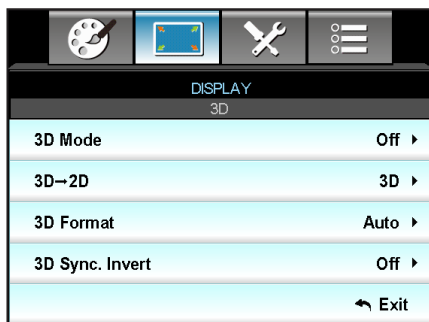 DISPLAY
3D
3D Mode Off
3D→2D 3D
3D Format Auto
3D Sync. Invert Off
Exit